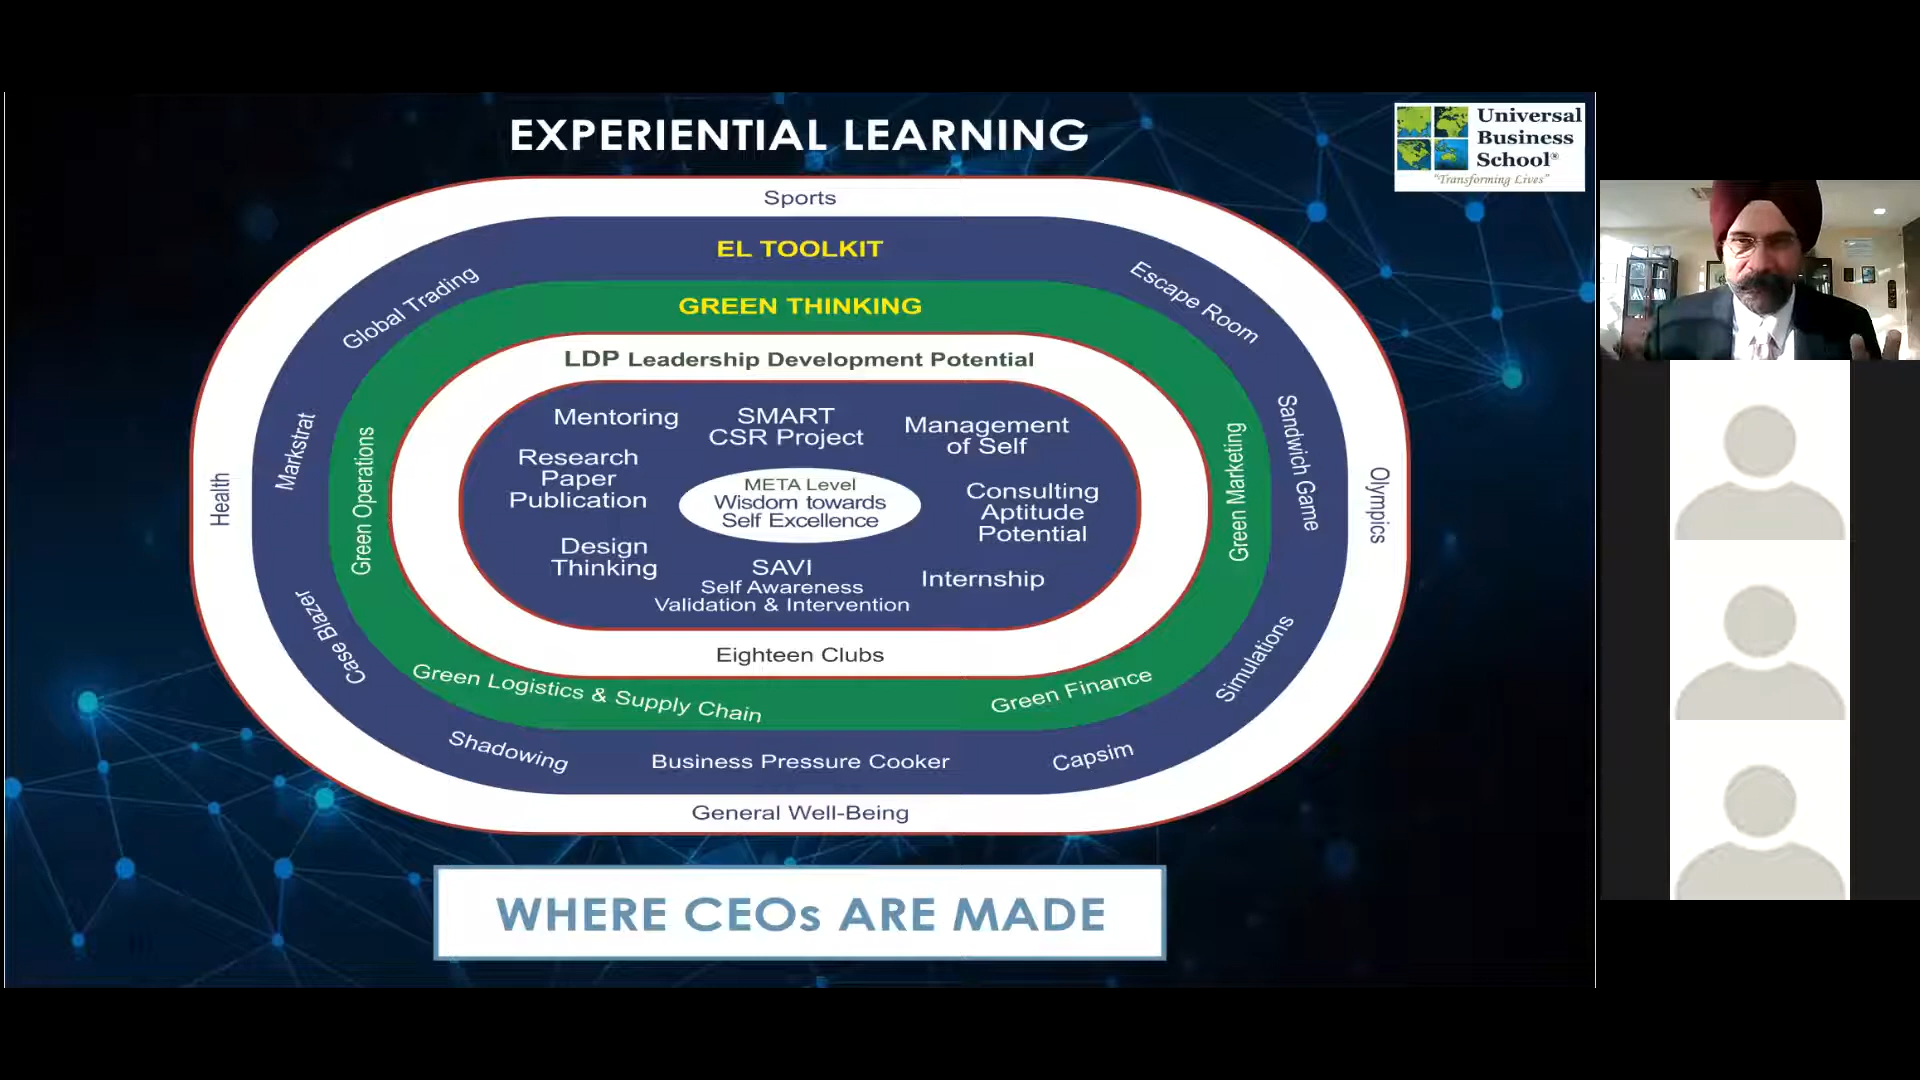 EXPERIENTIAL LEARNING
Universal
Business
School®
"Transforming Lives"
Sports
EL TOOLKIT
Global Trading
Escape Room
GREEN THINKING
LDP Leadership Development Potential
Mentoring
SMART
CSR Project
Management
of Self
Research
Paper
Publication
META Level
Wisdom towards
Self Excellence
Consulting
Aptitude
Potential
Design
Thinking
SAVI
Self Awareness
Validation & Intervention
Internship
Health
Markstrat
Green Operations
Green Marketing
Sandwich Game
Olympics
Case Blazer
Simulations
Eighteen Clubs
Green Logistics & Supply Chain
Green Finance
Shadowing
Business Pressure Cooker
Capsim
General Well-Being
WHERE CEOs ARE MADE